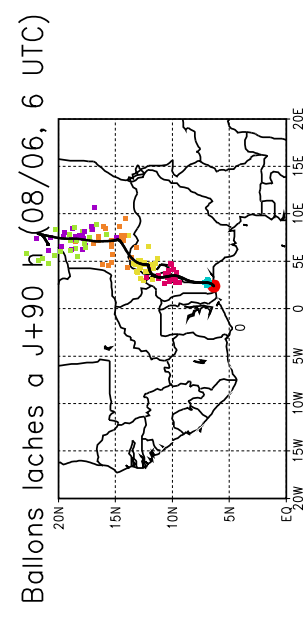 Ballons laches a J+90 h (08/06, 6 UTC)
20N
15N
10N
5N
0
EQ
20W 15W 10W 5W 0 5E 10E 15E 20E